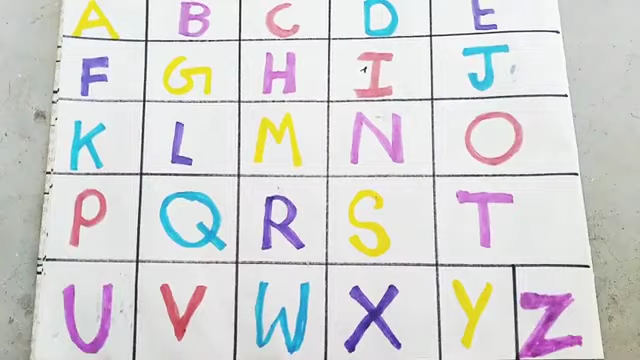 A B C D E
F G H I J
K L M N O
P Q R S T
U V W X Y Z